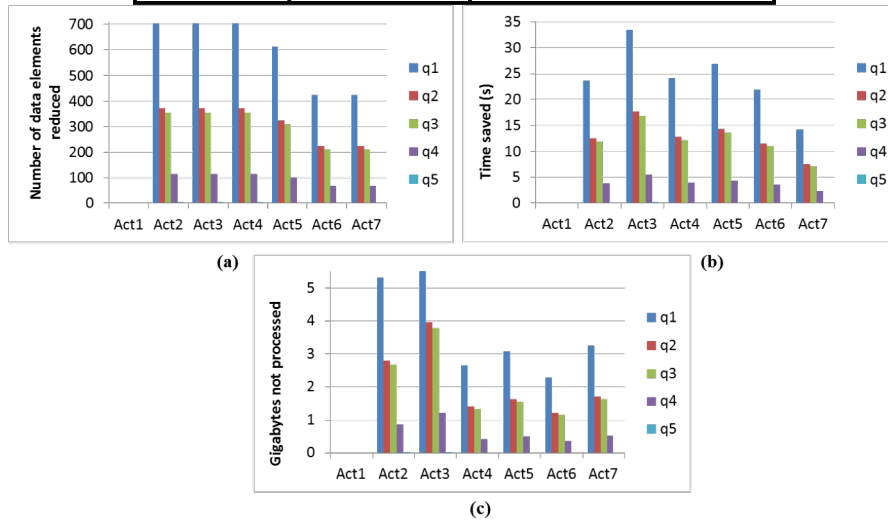 700
600
500
400
300
200
100
0
Number of data elements
reduced
Act1 Act2 Act3 Act4 Act5 Act6 Act7
q1
q2
q3
q4
q5
(a)
35
30
25
20
15
10
5
0
Time saved (s)
Act1 Act2 Act3 Act4 Act5 Act6 Act7
q1
q2
q3
q4
q5
(b)
5
4
3
2
1
0
Gigabytes not processed
Act1 Act2 Act3 Act4 Act5 Act6 Act7
q1
q2
q3
q4
q5
(c)